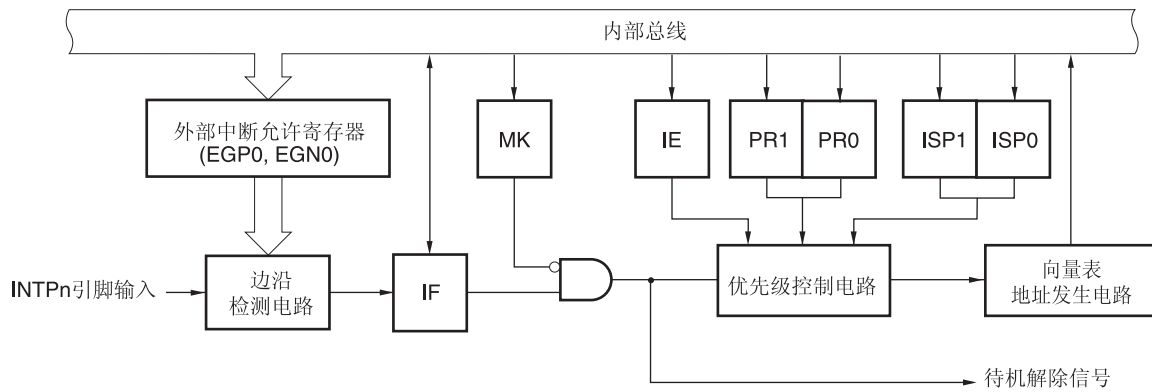 内部总线
外部中断允许寄存器
(EGP0, EGN0)
MK
IE
PR1
PR0
ISP1
ISP0
INTPn引脚输入
边沿
检测电路
IF
优先级控制电路
向量表
地址发生电路
待机解除信号